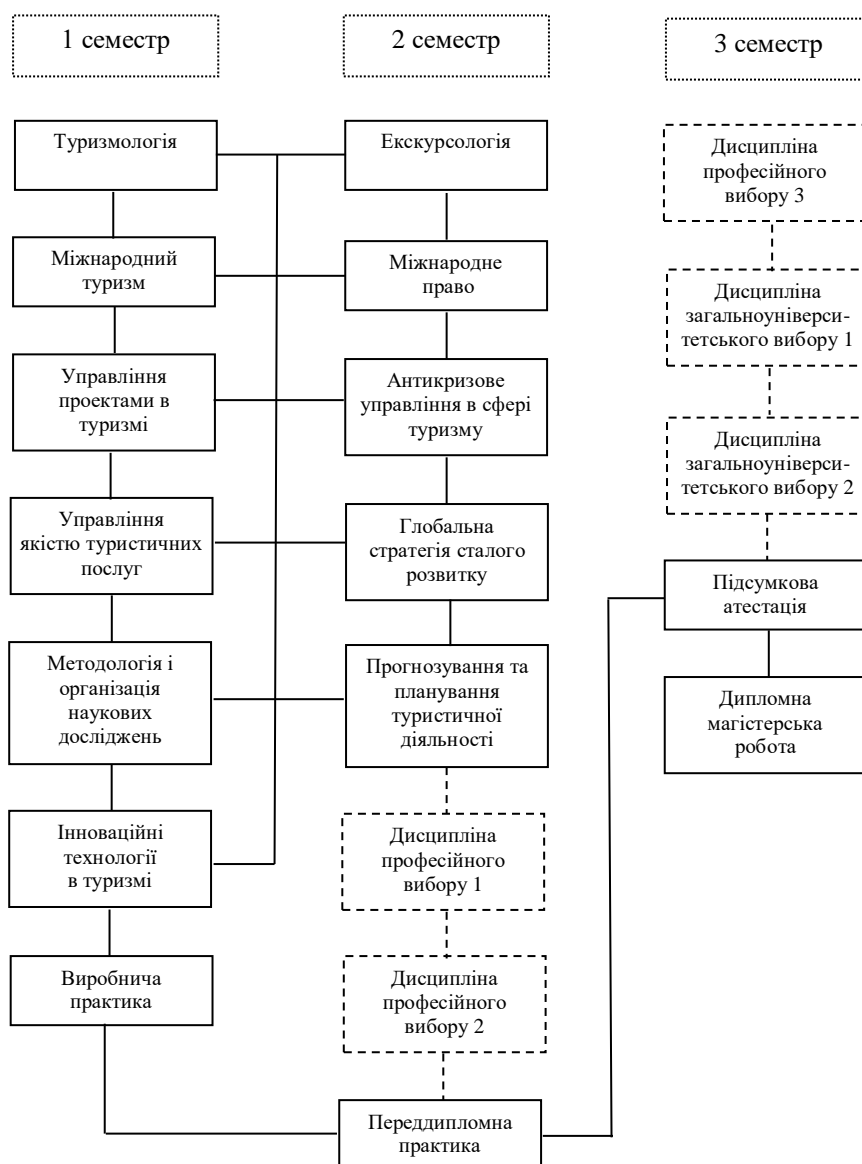 1 семестр
2 семестр
3 семестр
Туризмологія
Міжнародний
туризм
Управління
проектами в
туризмі
Управління
якістю туристичних
послуг
Методологія і
організація
наукових
досліджень
Інноваційні
технології
в туризмі
Виробнича
практика
Екскурсологія
Міжнародне
право
Антикризове
управління в сфері
туризму
Глобальна
стратегія сталого
розвитку
Прогнозування та
планування
туристичної
діяльності
Дисципліна
професійного
вибору 1
Дисципліна
професійного
вибору 2
Переддипломна
практика
Дисципліна
професійного
вибору 3
Дисципліна
загальноуніверси-
тетського вибору 1
Дисципліна
загальноуніверси-
тетського вибору 2
Підсумкова
атестація
Дипломна
магістерська
робота